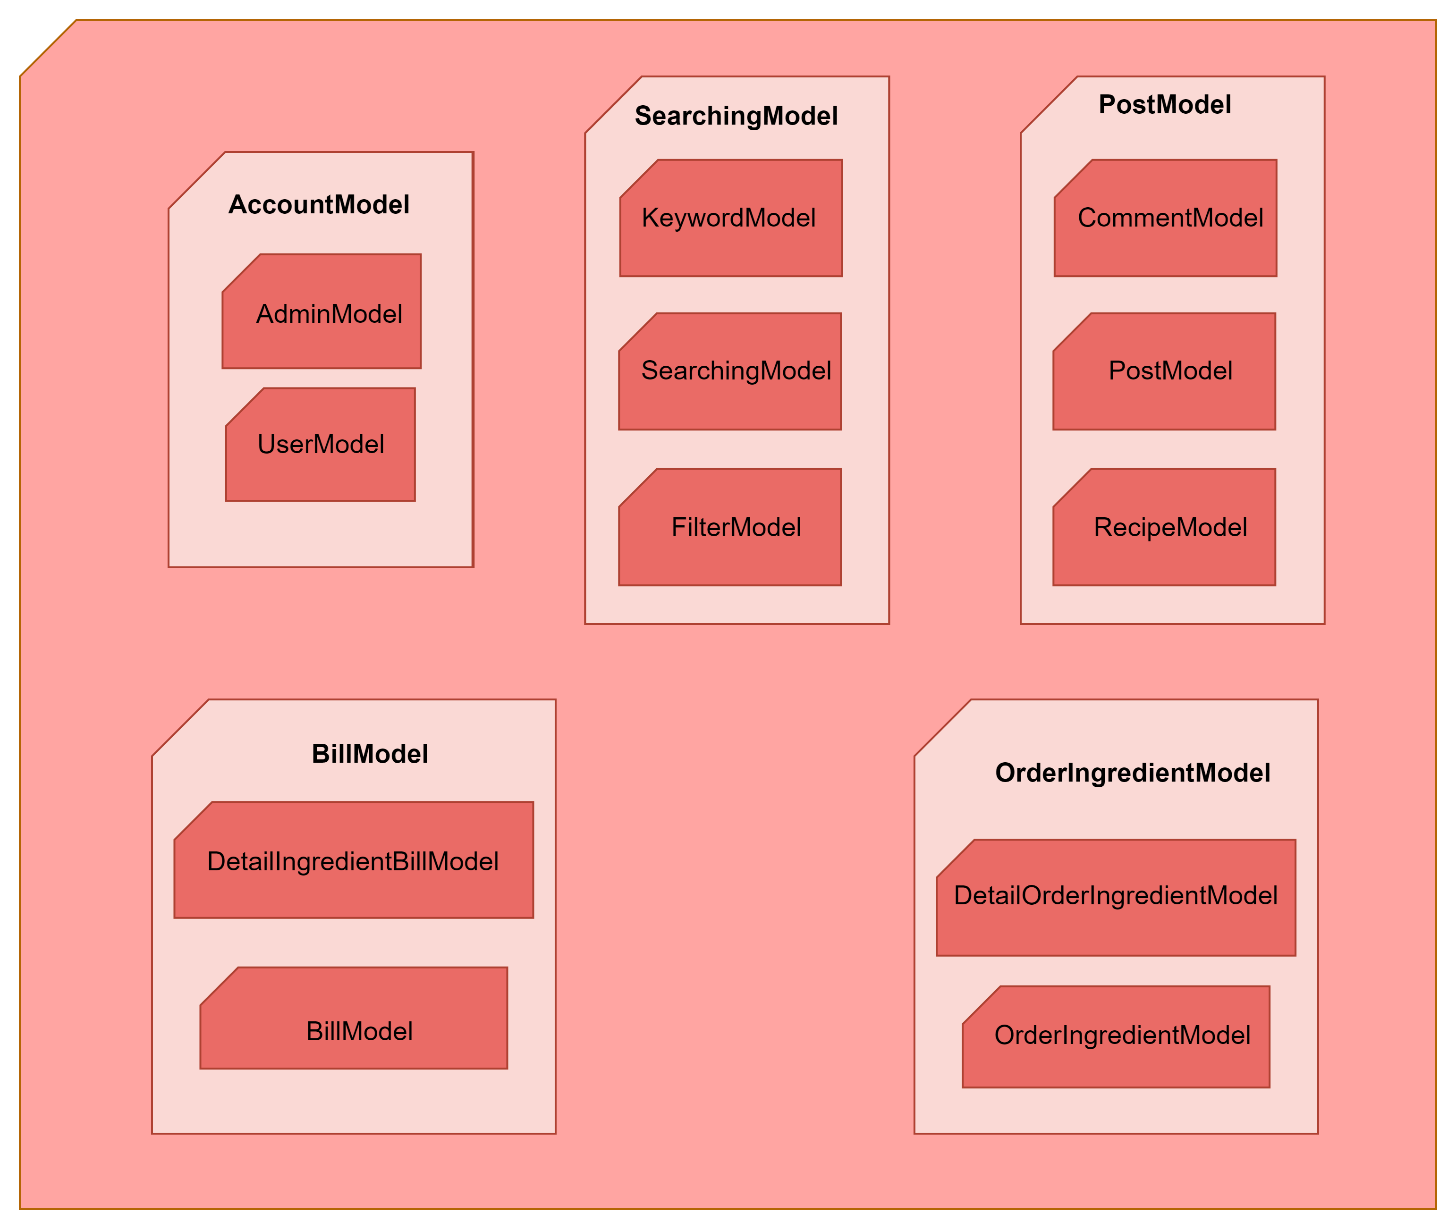 AccountModel
AdminModel
UserModel
SearchingModel
KeywordModel
SearchingModel
FilterModel
PostModel
CommentModel
PostModel
RecipeModel
BillModel
DetailIngredientBillModel
BillModel
OrderIngredientModel
DetailOrderIngredientModel
OrderIngredientModel